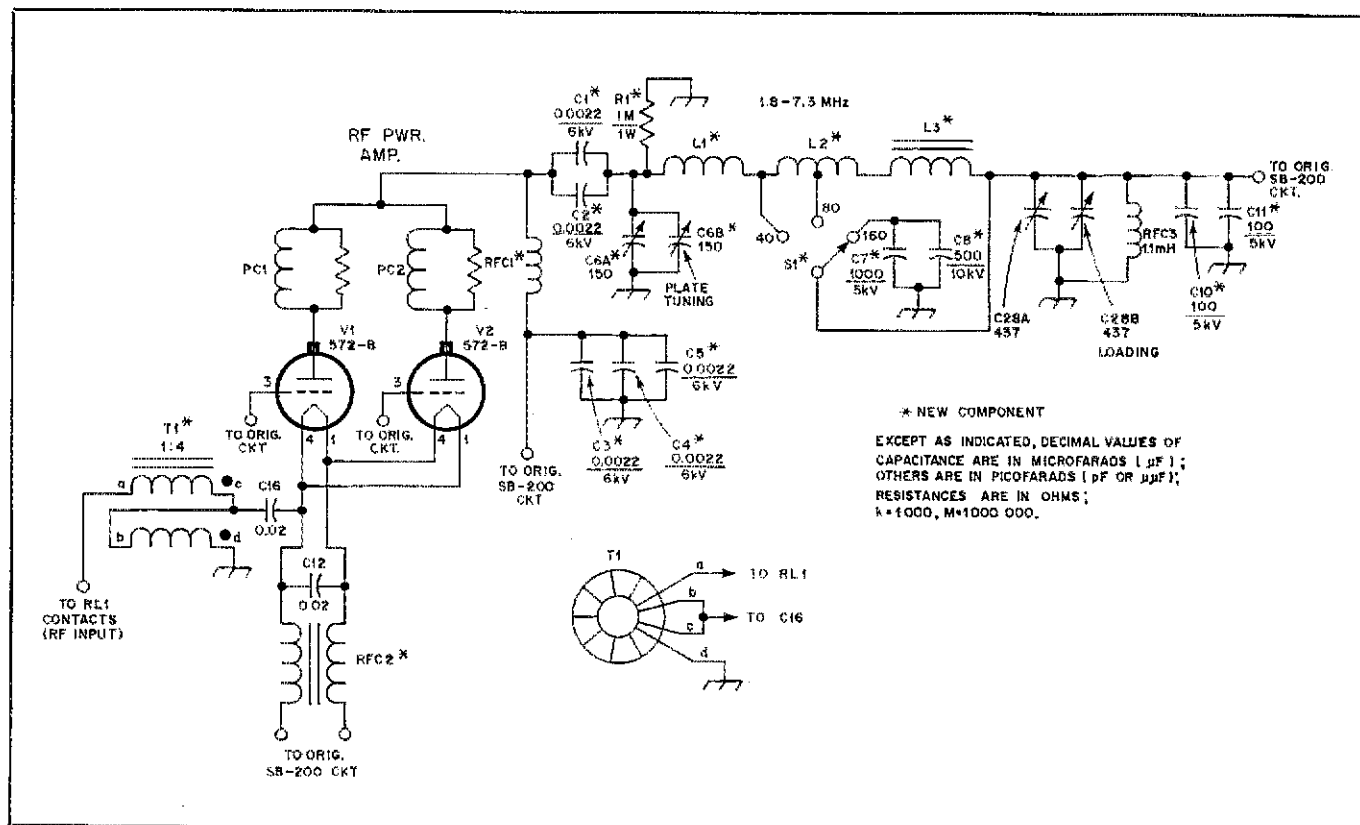 C1*
0.0022
6kV
R1*
1M
1W
1.8-7.3 MHz
RF PWR.
AMP.
L1*
L2*
L3*
TO ORIG.
SB-200
CKT.
C2*
0.0022
6kV
C6A*
150
C6B*
150
PLATE
TUNING
40
80
160
S1*
C7*
1000
5kV
C8*
500
10kV
RFC3
1.1mH
C11*
100
5kV
C10*
100
5kV
C28A
437
C28B
437
LOADING
PC1
PC2
RFC1*
V1
572-B
V2
572-B
3
3
4
1
4
1
TO ORIG.
CKT
TO ORIG.
CKT.
C5*
0.0022
6kV
C3*
0.0022
6kV
C4*
0.0022
6kV
TO ORIG.
SB-200
CKT
T1*
1:4
a
c
b
d
C16
0.02
C12
0.02
TO RL1
CONTACTS
(RF INPUT)
RFC2*
TO ORIG.
SB-200 CKT
T1
a
TO RL1
b
TO C16
c
d
* NEW COMPONENT
EXCEPT AS INDICATED, DECIMAL VALUES OF
CAPACITANCE ARE IN MICROFARADS (µF);
OTHERS ARE IN PICOFARADS (pF OR µµF);
RESISTANCES ARE IN OHMS;
k=1000, M=1000 000.